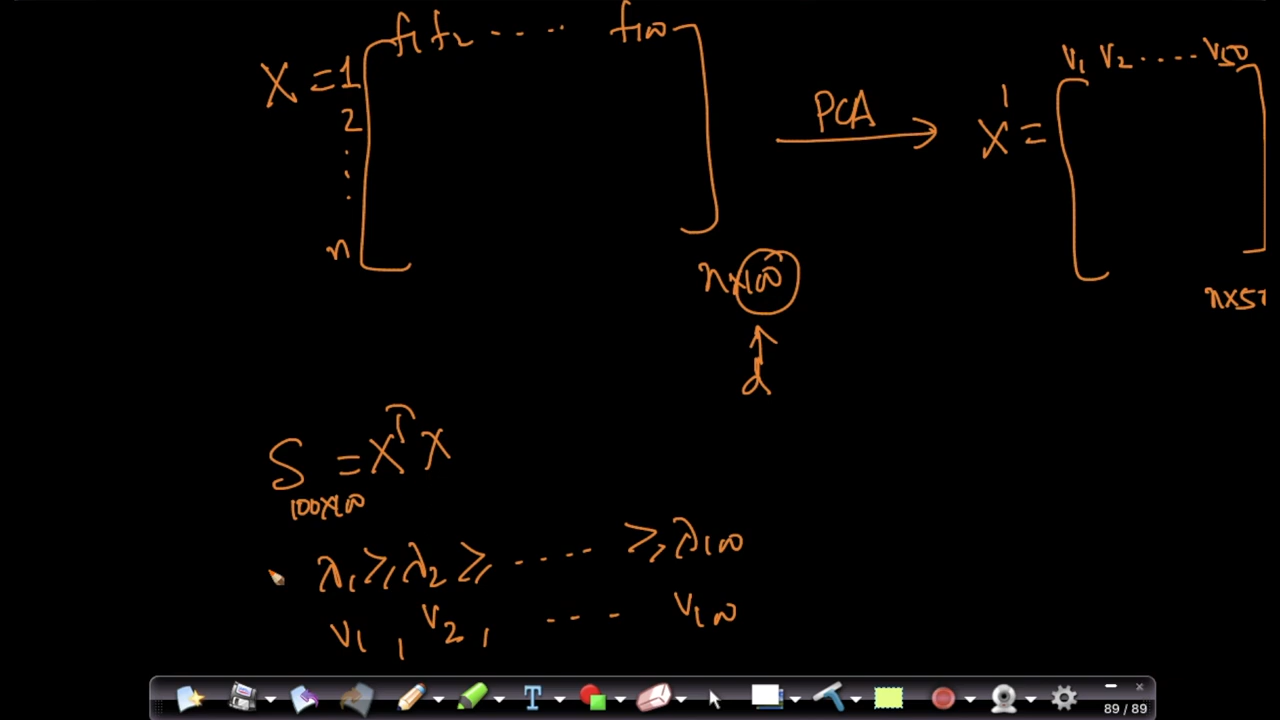 f₁ f₂ ---- f₁₀₀
X = 1
2
⋮
n
n×100
d
PCA
V₁ V₂ ---- V₅₀
X' =
S = XᵀX
100×100
λ₁ ≥ λ₂ ≥ ---- ≥ λ₁₀₀
V₁, V₂, --- V₁₀₀
T
89 / 89